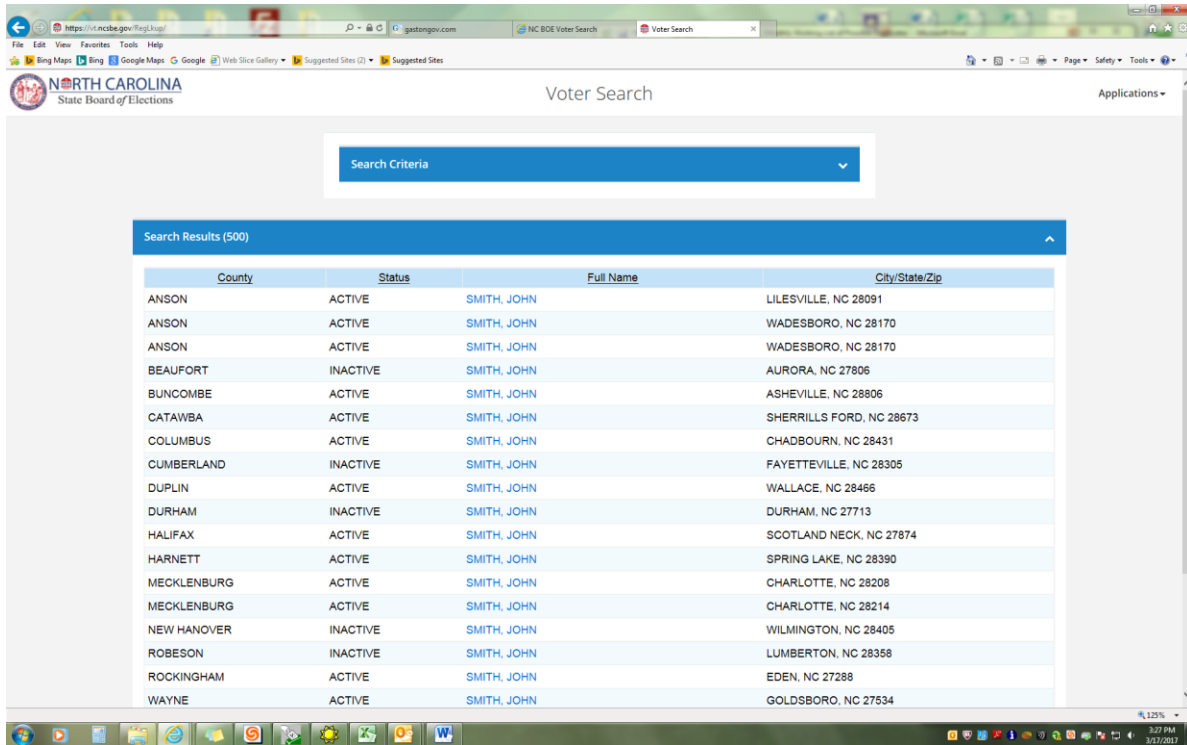 https://vt.ncsbe.gov/RegLkup/ gastongov.com NC BOE Voter Search Voter Search
File Edit View Favorites Tools Help
Bing Maps Bing Google Maps Google Web Slice Gallery Suggested Sites (2) Suggested Sites Page Safety Tools
NORTH CAROLINA
State Board of Elections
Voter Search
Applications
Search Criteria
Search Results (500)
County Status Full Name City/State/Zip
ANSON ACTIVE SMITH, JOHN LILESVILLE, NC 28091
ANSON ACTIVE SMITH, JOHN WADESBORO, NC 28170
ANSON ACTIVE SMITH, JOHN WADESBORO, NC 28170
BEAUFORT INACTIVE SMITH, JOHN AURORA, NC 27806
BUNCOMBE ACTIVE SMITH, JOHN ASHEVILLE, NC 28806
CATAWBA ACTIVE SMITH, JOHN SHERRILLS FORD, NC 28673
COLUMBUS ACTIVE SMITH, JOHN CHADBOURN, NC 28431
CUMBERLAND INACTIVE SMITH, JOHN FAYETTEVILLE, NC 28305
DUPLIN ACTIVE SMITH, JOHN WALLACE, NC 28466
DURHAM INACTIVE SMITH, JOHN DURHAM, NC 27713
HALIFAX ACTIVE SMITH, JOHN SCOTLAND NECK, NC 27874
HARNETT ACTIVE SMITH, JOHN SPRING LAKE, NC 28390
MECKLENBURG ACTIVE SMITH, JOHN CHARLOTTE, NC 28208
MECKLENBURG ACTIVE SMITH, JOHN CHARLOTTE, NC 28214
NEW HANOVER INACTIVE SMITH, JOHN WILMINGTON, NC 28405
ROBESON INACTIVE SMITH, JOHN LUMBERTON, NC 28358
ROCKINGHAM ACTIVE SMITH, JOHN EDEN, NC 27288
WAYNE ACTIVE SMITH, JOHN GOLDSBORO, NC 27534
125%
3:27 PM
3/17/2017